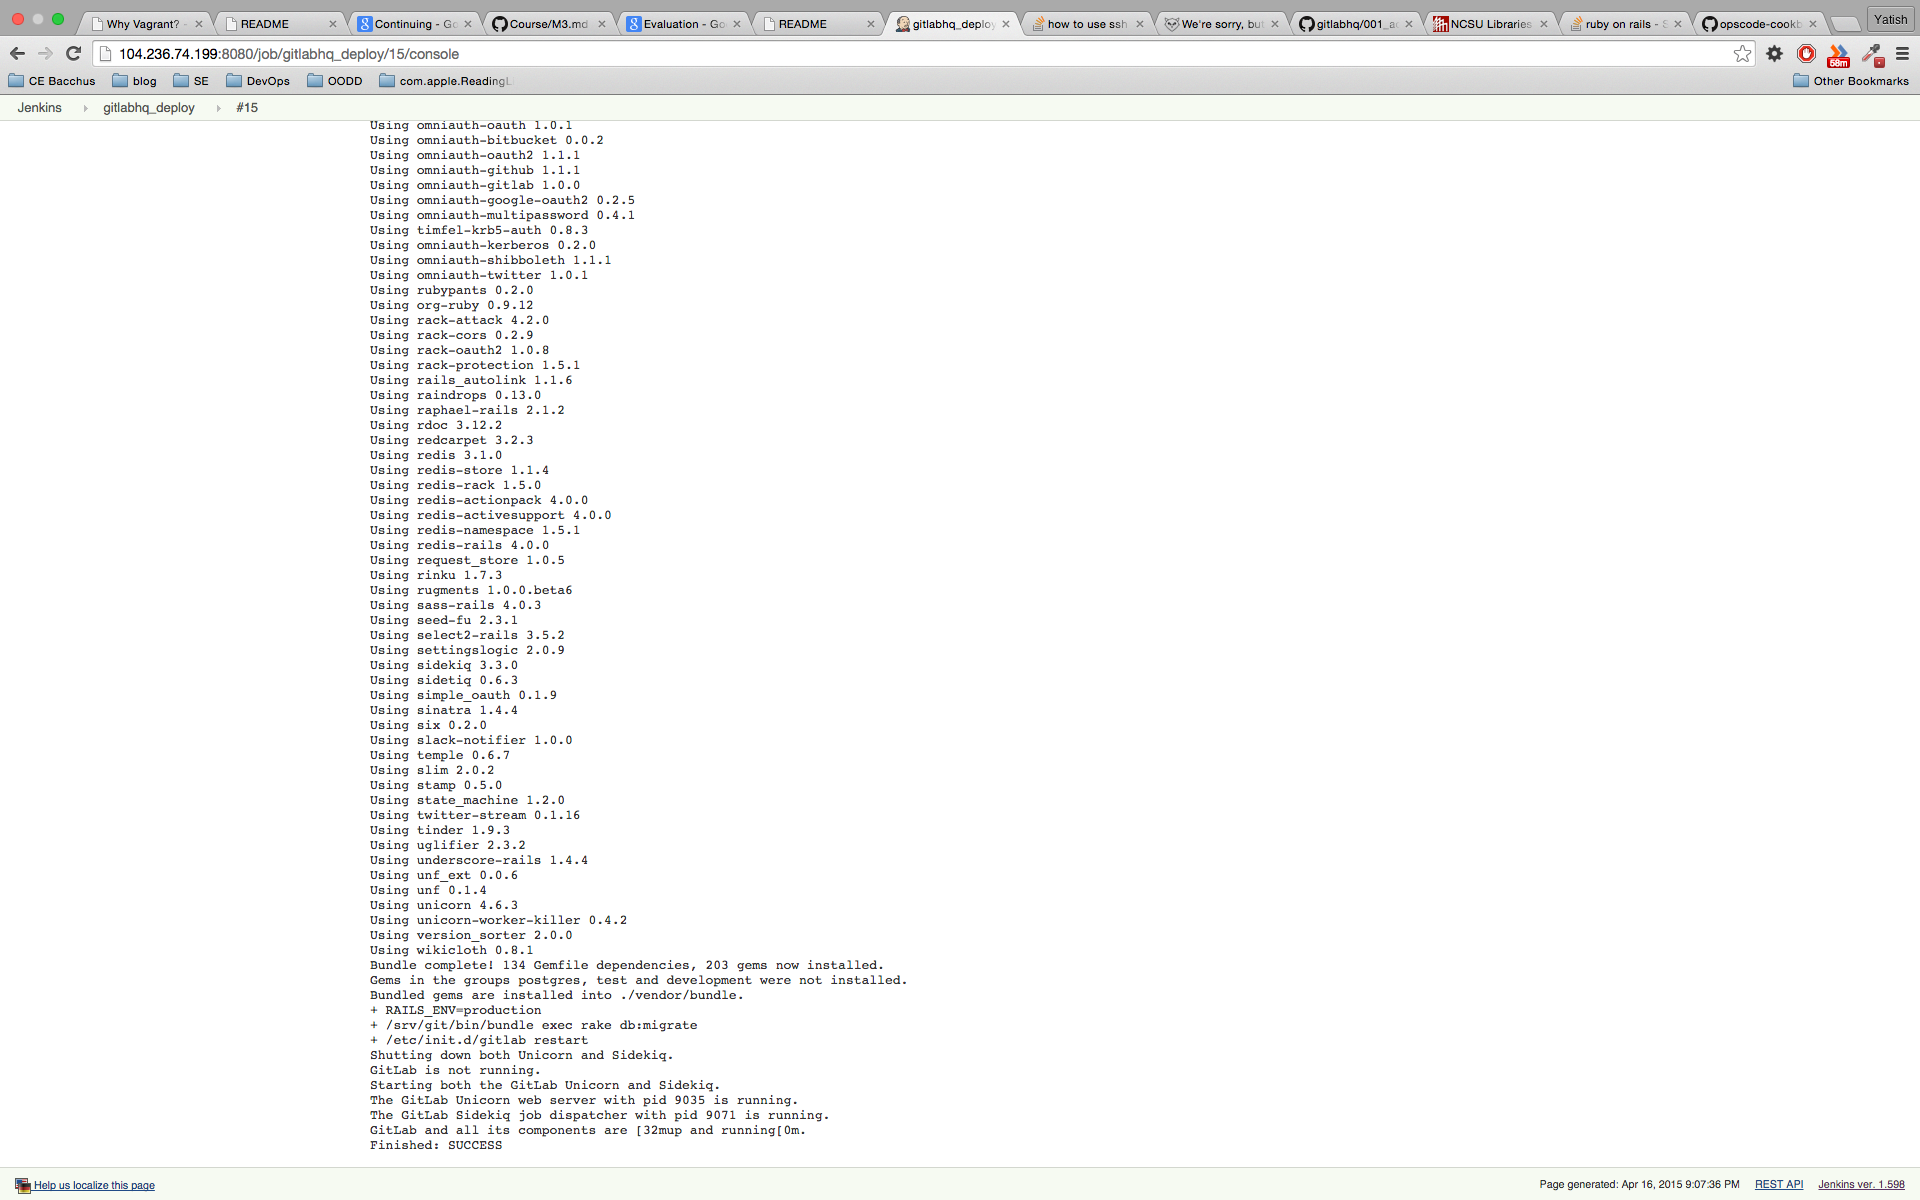 Why Vagrant? -
README
Continuing - Go
Course/M3.md
Evaluation - Go
README
gitlabhq_deploy
how to use ssh
We're sorry, but
gitlabhq/001_ac
NCSU Libraries
ruby on rails - S
opscode-cookb
Yatish
104.236.74.199:8080/job/gitlabhq_deploy/15/console
58m
CE Bacchus
blog
SE
DevOps
OODD
com.apple.ReadingL
Other Bookmarks
Jenkins
gitlabhq_deploy
#15
Using omniauth-oauth 1.0.1
Using omniauth-bitbucket 0.0.2
Using omniauth-oauth2 1.1.1
Using omniauth-github 1.1.1
Using omniauth-gitlab 1.0.0
Using omniauth-google-oauth2 0.2.5
Using omniauth-multipassword 0.4.1
Using timfel-krb5-auth 0.8.3
Using omniauth-kerberos 0.2.0
Using omniauth-shibboleth 1.1.1
Using omniauth-twitter 1.0.1
Using rubypants 0.2.0
Using org-ruby 0.9.12
Using rack-attack 4.2.0
Using rack-cors 0.2.9
Using rack-oauth2 1.0.8
Using rack-protection 1.5.1
Using rails_autolink 1.1.6
Using raindrops 0.13.0
Using raphael-rails 2.1.2
Using rdoc 3.12.2
Using redcarpet 3.2.3
Using redis 3.1.0
Using redis-store 1.1.4
Using redis-rack 1.5.0
Using redis-actionpack 4.0.0
Using redis-activesupport 4.0.0
Using redis-namespace 1.5.1
Using redis-rails 4.0.0
Using request_store 1.0.5
Using rinku 1.7.3
Using rugments 1.0.0.beta6
Using sass-rails 4.0.3
Using seed-fu 2.3.1
Using select2-rails 3.5.2
Using settingslogic 2.0.9
Using sidekiq 3.3.0
Using sidetiq 0.6.3
Using simple_oauth 0.1.9
Using sinatra 1.4.4
Using six 0.2.0
Using slack-notifier 1.0.0
Using temple 0.6.7
Using slim 2.0.2
Using stamp 0.5.0
Using state_machine 1.2.0
Using twitter-stream 0.1.16
Using tinder 1.9.3
Using uglifier 2.3.2
Using underscore-rails 1.4.4
Using unf_ext 0.0.6
Using unf 0.1.4
Using unicorn 4.6.3
Using unicorn-worker-killer 0.4.2
Using version_sorter 2.0.0
Using wikicloth 0.8.1
Bundle complete! 134 Gemfile dependencies, 203 gems now installed.
Gems in the groups postgres, test and development were not installed.
Bundled gems are installed into ./vendor/bundle.
+ RAILS_ENV=production
+ /srv/git/bin/bundle exec rake db:migrate
+ /etc/init.d/gitlab restart
Shutting down both Unicorn and Sidekiq.
GitLab is not running.
Starting both the GitLab Unicorn and Sidekiq.
The GitLab Unicorn web server with pid 9035 is running.
The GitLab Sidekiq job dispatcher with pid 9071 is running.
GitLab and all its components are [32mup and running[0m.
Finished: SUCCESS
Help us localize this page
Page generated: Apr 16, 2015 9:07:36 PM
REST API
Jenkins ver. 1.598